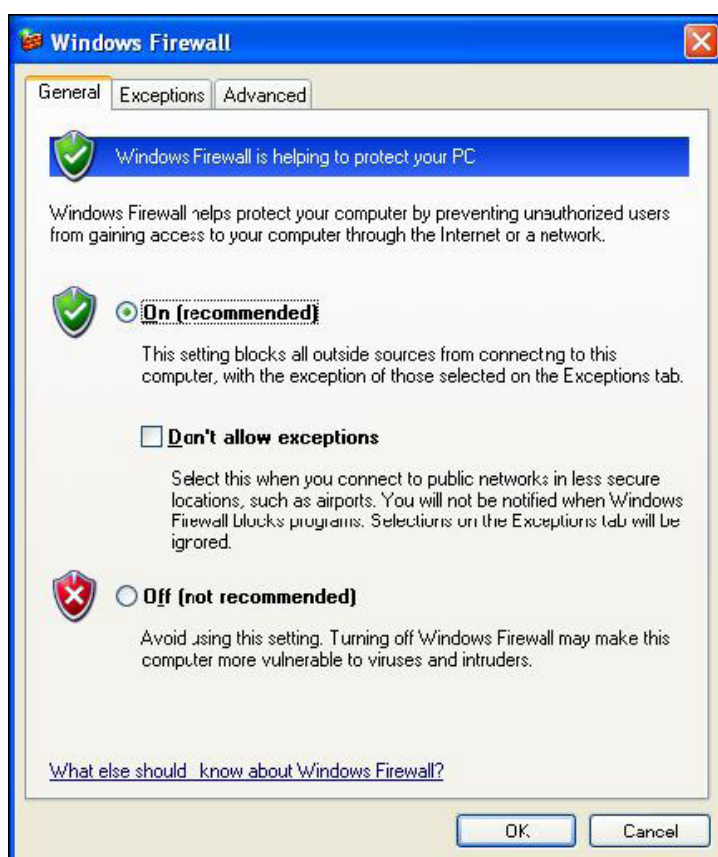 Windows Firewall
General Exceptions Advanced
Windows Firewall is helping to protect your PC
Windows Firewall helps protect your computer by preventing unauthorized users
from gaining access to your computer through the Internet or a network.
On (recommended)
This setting blocks all outside sources from connecting to this
computer, with the exception of those selected on the Exceptions tab.
Don't allow exceptions
Select this when you connect to public networks in less secure
locations, such as airports. You will not be notified when Windows
Firewall blocks programs. Selections on the Exceptions tab will be
ignored.
Off (not recommended)
Avoid using this setting. Turning off Windows Firewall may make this
computer more vulnerable to viruses and intruders.
What else should I know about Windows Firewall?
OK Cancel